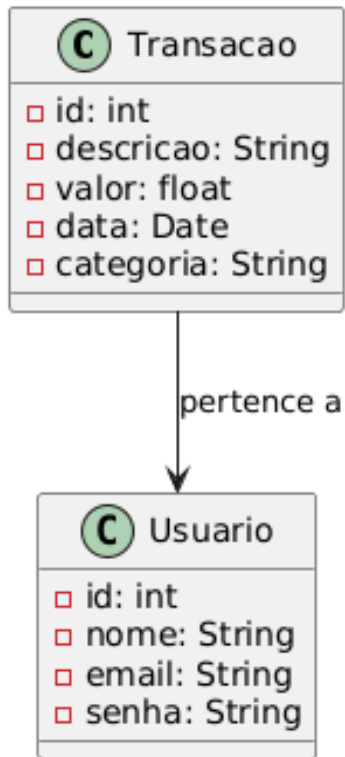 C Transacao
id: int
descricao: String
valor: float
data: Date
categoria: String
pertence a
C Usuario
id: int
nome: String
email: String
senha: String